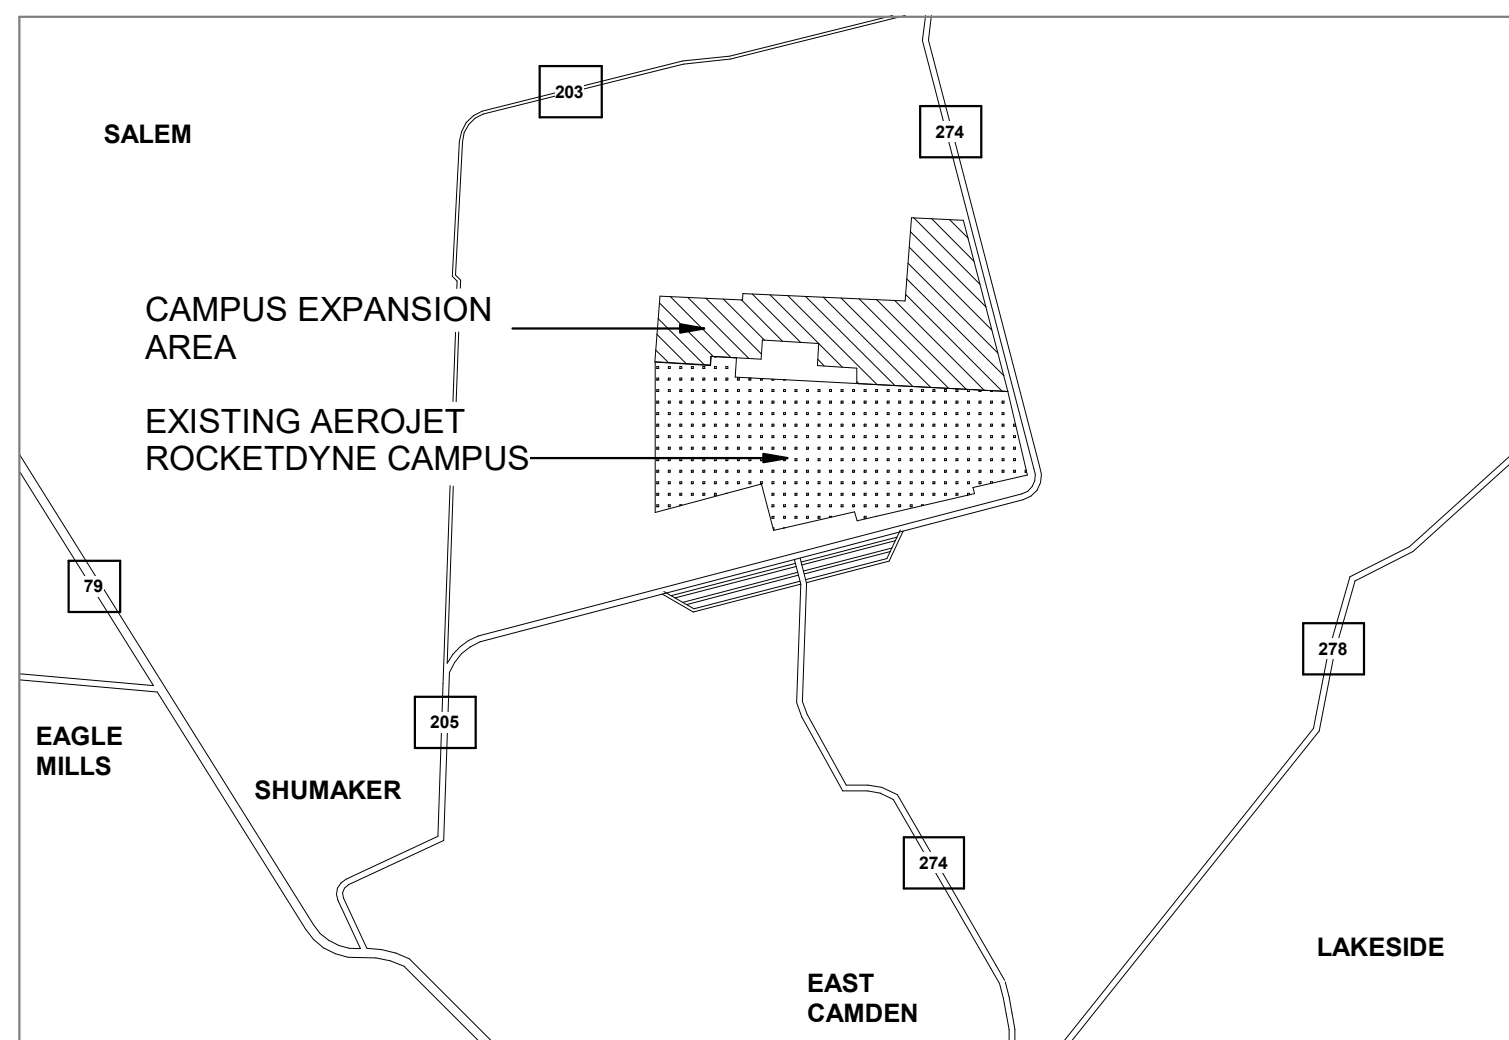 203
274
SALEM
CAMPUS EXPANSION
AREA
EXISTING AEROJET
ROCKETDYNE CAMPUS
79
278
205
EAGLE
MILLS
SHUMAKER
274
LAKESIDE
EAST
CAMDEN